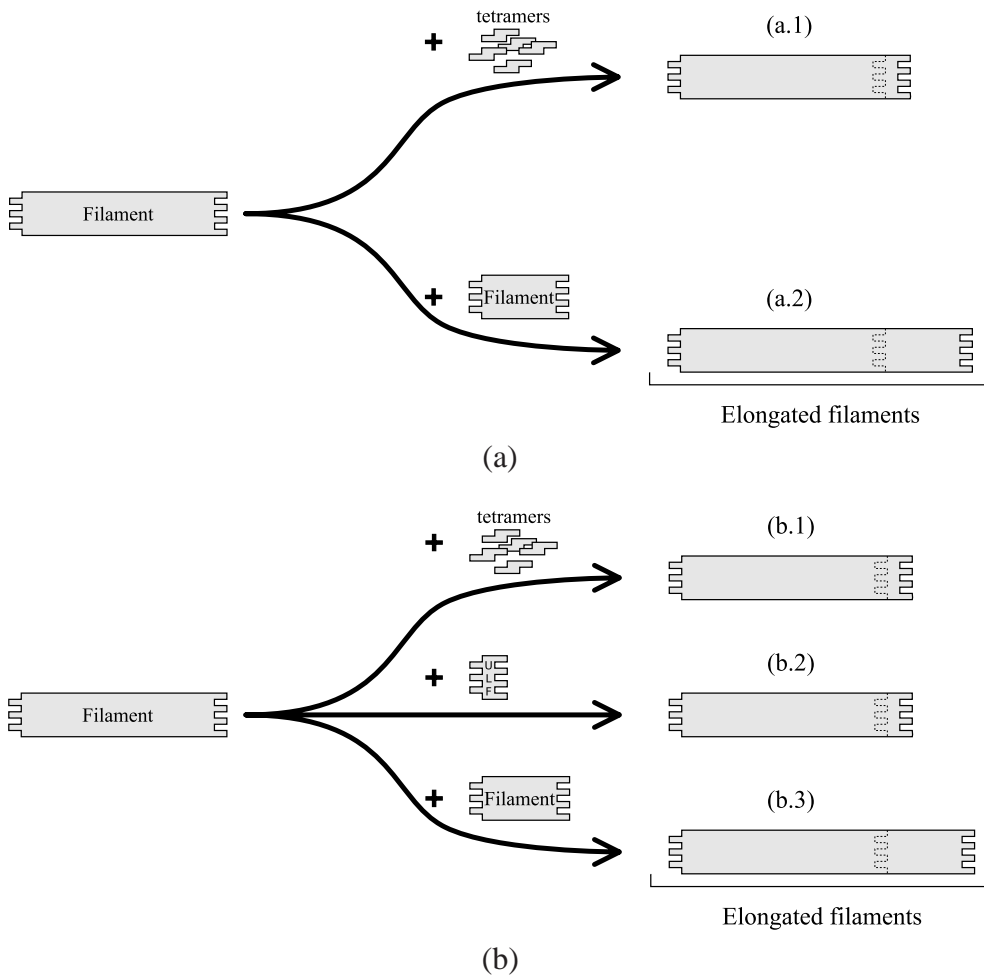 tetramers
(a.1)
+
Filament
+
Filament
(a.2)
Elongated filaments
(a)
tetramers
(b.1)
+
(b.2)
+
U
L
F
Filament
(b.3)
+
Filament
Elongated filaments
(b)